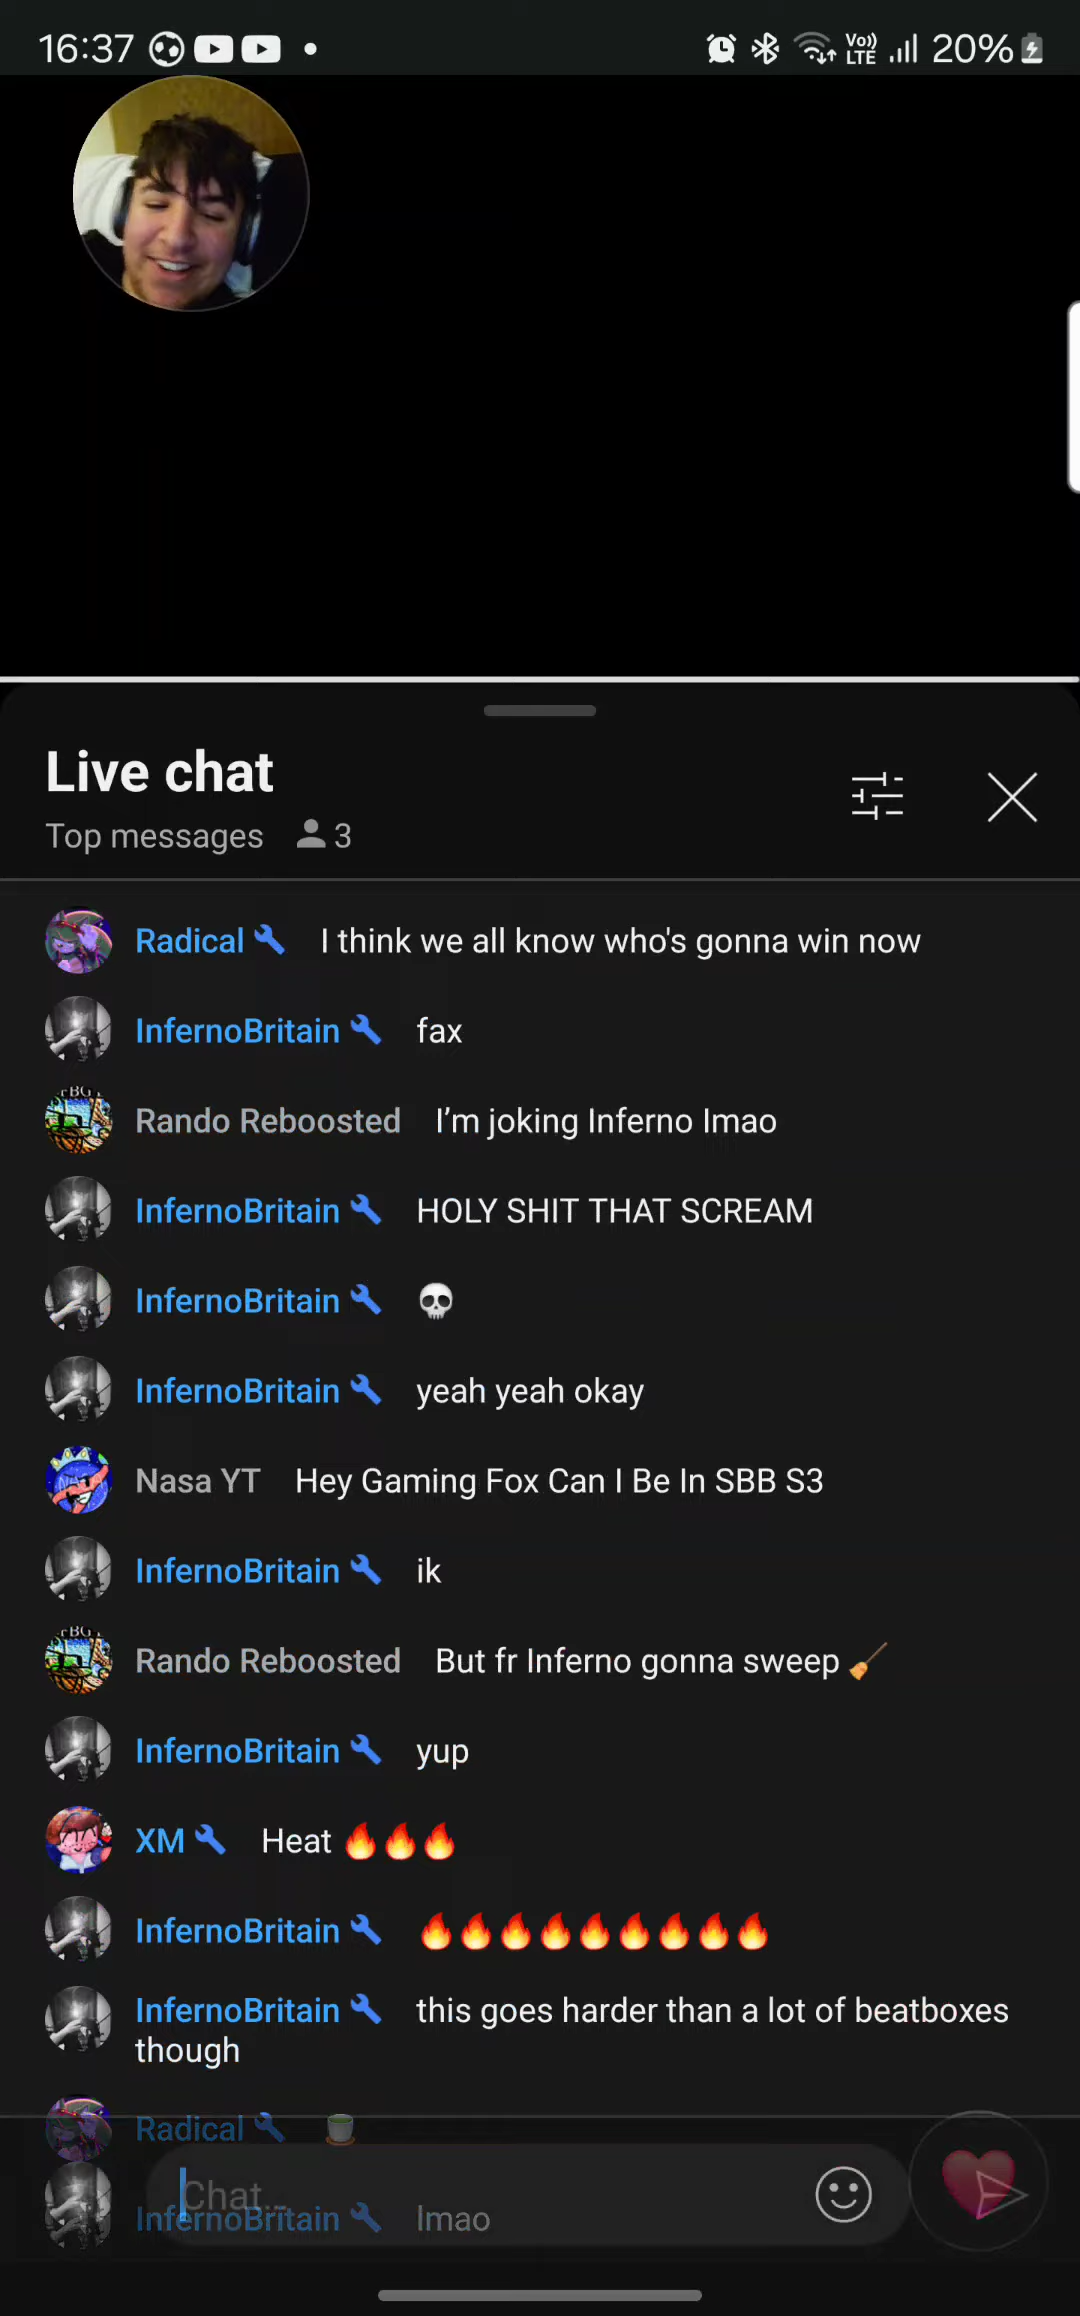 16:37 Vo)) LTE 20%
Live chat
Top messages 3
Radical I think we all know who's gonna win now
InfernoBritain fax
Rando Reboosted I'm joking Inferno lmao
InfernoBritain HOLY SHIT THAT SCREAM
InfernoBritain 💀
InfernoBritain yeah yeah okay
Nasa YT Hey Gaming Fox Can I Be In SBB S3
InfernoBritain ik
Rando Reboosted But fr Inferno gonna sweep 🧹
InfernoBritain yup
XM Heat 🔥🔥🔥
InfernoBritain 🔥🔥🔥🔥🔥🔥🔥🔥🔥
InfernoBritain this goes harder than a lot of beatboxes
though
Radical 🍵
Chat...
InfernoBritain lmao